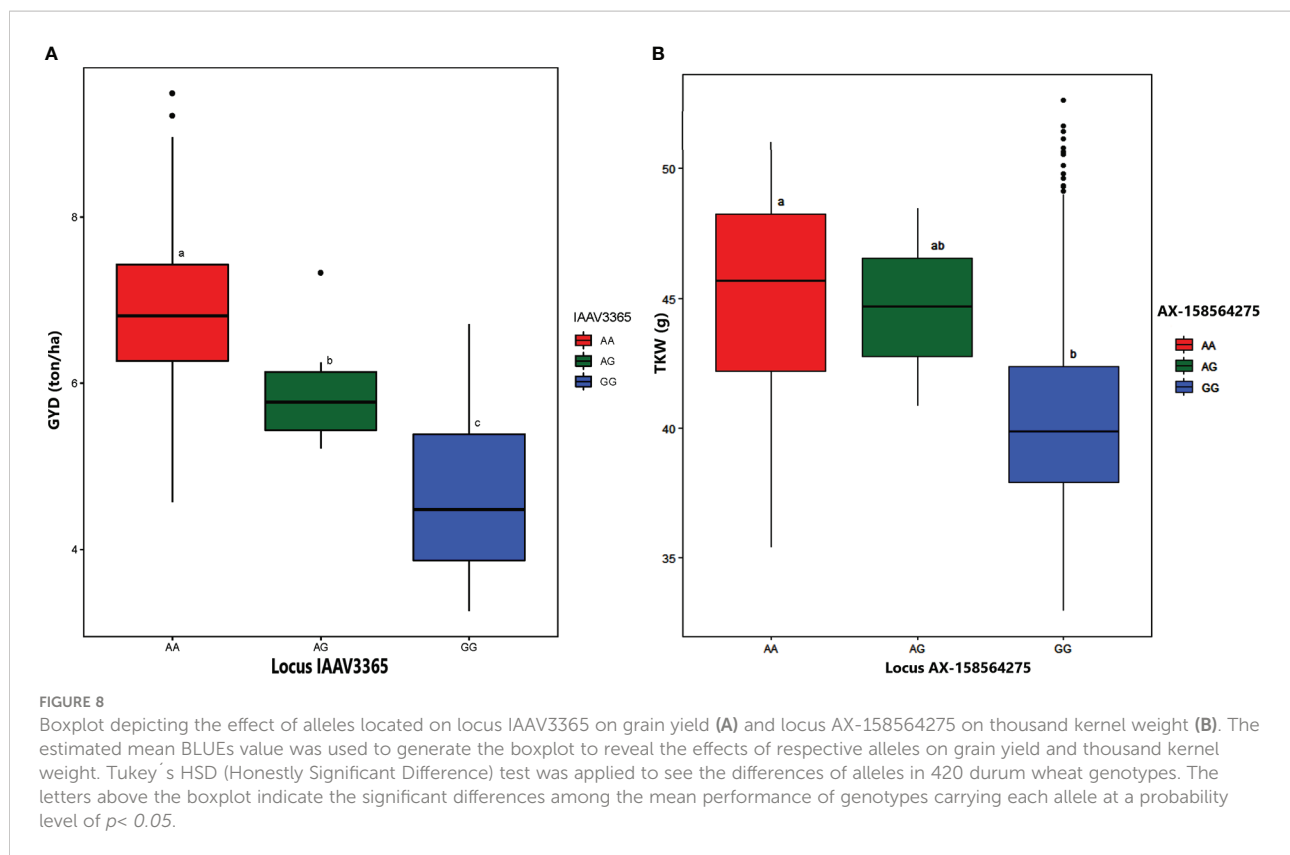 A
GYD (ton/ha)
8
6
4
a
b
c
AA
AG
GG
Locus IAAV3365
IAAV3365
AA
AG
GG
B
TKW (g)
50
45
40
35
a
ab
b
AA
AG
GG
Locus AX-158564275
AX-158564275
AA
AG
GG
FIGURE 8
Boxplot depicting the effect of alleles located on locus IAAV3365 on grain yield (A) and locus AX-158564275 on thousand kernel weight (B). The
estimated mean BLUEs value was used to generate the boxplot to reveal the effects of respective alleles on grain yield and thousand kernel
weight. Tukey´s HSD (Honestly Significant Difference) test was applied to see the differences of alleles in 420 durum wheat genotypes. The
letters above the boxplot indicate the significant differences among the mean performance of genotypes carrying each allele at a probability
level of p< 0.05.